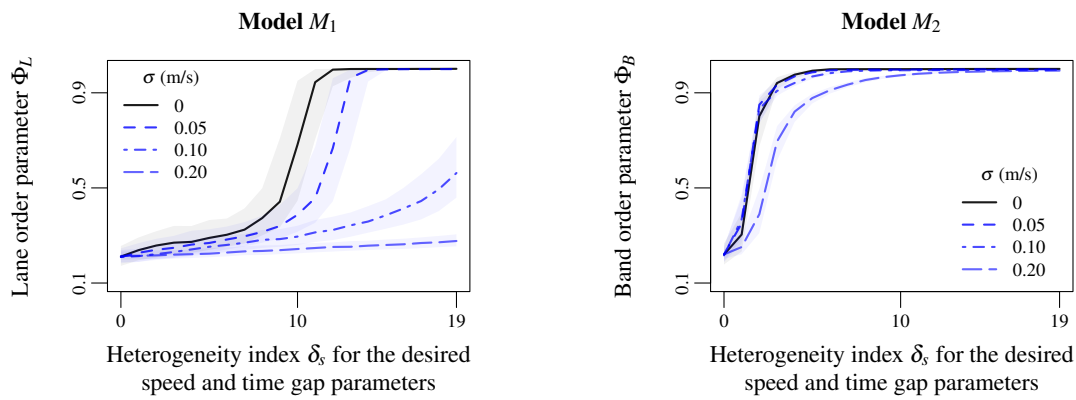 Model M₁
Lane order parameter Φ̄_L
0.1 0.5 0.9
σ (m/s)
0
0.05
0.10
0.20
0 10 19
Heterogeneity index δₛ for the desired
speed and time gap parameters
Model M₂
Band order parameter Φ̄_B
0.1 0.5 0.9
σ (m/s)
0
0.05
0.10
0.20
0 10 19
Heterogeneity index δₛ for the desired
speed and time gap parameters